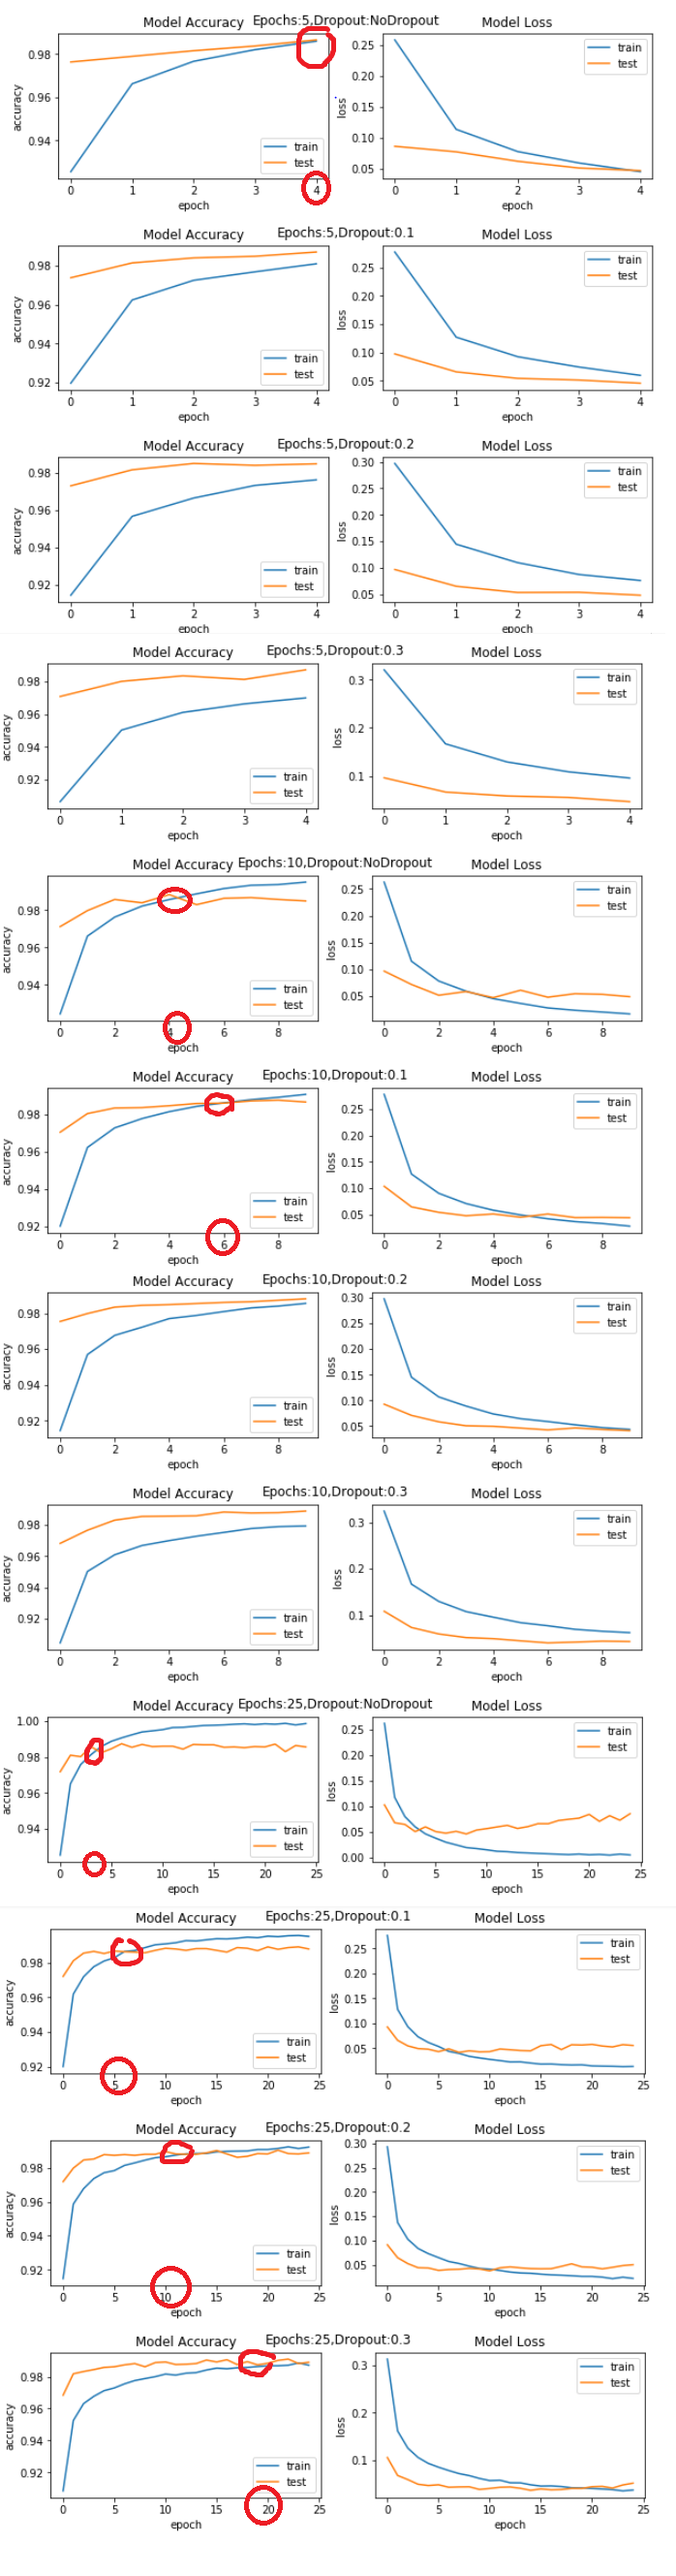 Model Accuracy Epochs:5,Dropout:NoDropout Model Loss
accuracy
0.98
0.96
0.94
train
test
0 1 2 3 4
epoch
loss
0.25
0.20
0.15
0.10
0.05
train
test
0 1 2 3 4
epoch
Model Accuracy Epochs:5,Dropout:0.1 Model Loss
accuracy
0.98
0.96
0.94
0.92
train
test
0 1 2 3 4
epoch
loss
0.25
0.20
0.15
0.10
0.05
train
test
0 1 2 3 4
epoch
Model Accuracy Epochs:5,Dropout:0.2 Model Loss
accuracy
0.98
0.96
0.94
0.92
train
test
0 1 2 3 4
epoch
loss
0.30
0.25
0.20
0.15
0.10
0.05
train
test
0 1 2 3 4
epoch
Model Accuracy Epochs:5,Dropout:0.3 Model Loss
accuracy
0.98
0.96
0.94
0.92
train
test
0 1 2 3 4
epoch
loss
0.3
0.2
0.1
train
test
0 1 2 3 4
epoch
Model Accuracy Epochs:10,Dropout:NoDropout Model Loss
accuracy
0.98
0.96
0.94
train
test
0 2 4 6 8
epoch
loss
0.25
0.20
0.15
0.10
0.05
train
test
0 2 4 6 8
epoch
Model Accuracy Epochs:10,Dropout:0.1 Model Loss
accuracy
0.98
0.96
0.94
0.92
train
test
0 2 4 6 8
epoch
loss
0.25
0.20
0.15
0.10
0.05
train
test
0 2 4 6 8
epoch
Model Accuracy Epochs:10,Dropout:0.2 Model Loss
accuracy
0.98
0.96
0.94
0.92
train
test
0 2 4 6 8
epoch
loss
0.30
0.25
0.20
0.15
0.10
0.05
train
test
0 2 4 6 8
epoch
Model Accuracy Epochs:10,Dropout:0.3 Model Loss
accuracy
0.98
0.96
0.94
0.92
train
test
0 2 4 6 8
epoch
loss
0.3
0.2
0.1
train
test
0 2 4 6 8
epoch
Model Accuracy Epochs:25,Dropout:NoDropout Model Loss
accuracy
1.00
0.98
0.96
0.94
train
test
0 5 10 15 20 25
epoch
loss
0.25
0.20
0.15
0.10
0.05
0.00
train
test
0 5 10 15 20 25
epoch
Model Accuracy Epochs:25,Dropout:0.1 Model Loss
accuracy
0.98
0.96
0.94
0.92
train
test
0 5 10 15 20 25
epoch
loss
0.25
0.20
0.15
0.10
0.05
train
test
0 5 10 15 20 25
epoch
Model Accuracy Epochs:25,Dropout:0.2 Model Loss
accuracy
0.98
0.96
0.94
0.92
train
test
0 5 10 15 20 25
epoch
loss
0.30
0.25
0.20
0.15
0.10
0.05
train
test
0 5 10 15 20 25
epoch
Model Accuracy Epochs:25,Dropout:0.3 Model Loss
accuracy
0.98
0.96
0.94
0.92
train
test
0 5 10 15 20 25
epoch
loss
0.3
0.2
0.1
train
test
0 5 10 15 20 25
epoch